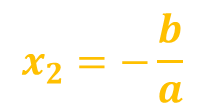 x₂ = −b/a